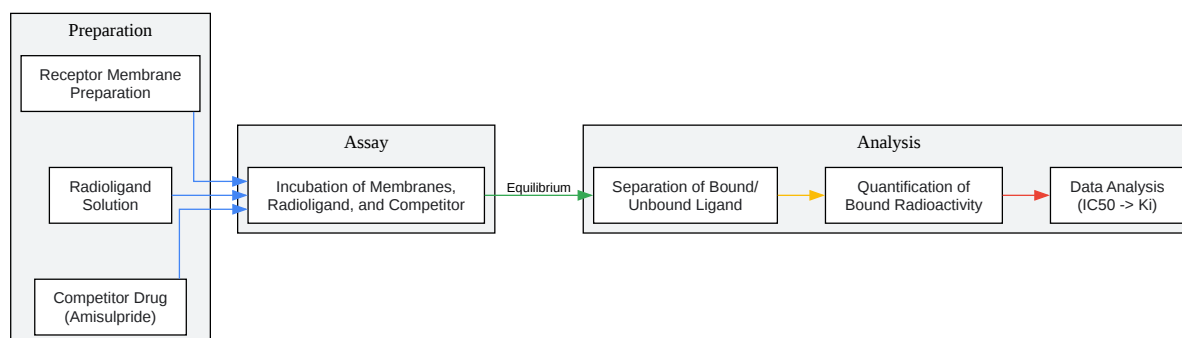 Preparation
Receptor Membrane
Preparation
Radioligand
Solution
Competitor Drug
(Amisulpride)
Assay
Incubation of Membranes,
Radioligand, and Competitor
Equilibrium
Analysis
Separation of Bound/
Unbound Ligand
Quantification of
Bound Radioactivity
Data Analysis
(IC50 -> Ki)